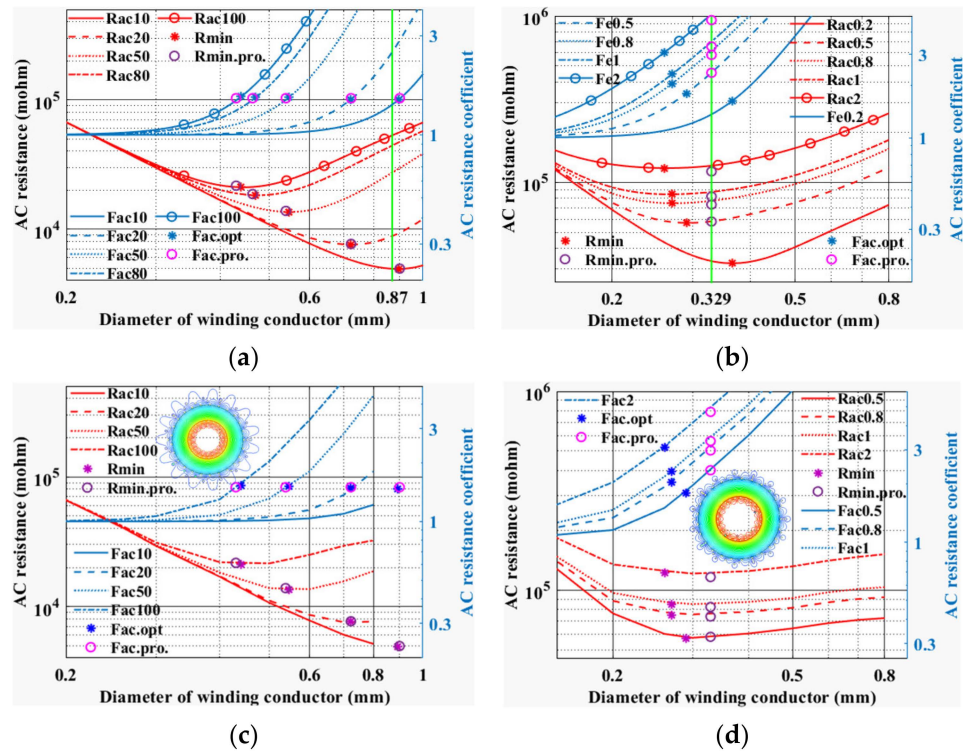 Rac10
Rac20
Rac50
Rac80
Rac100
Rmin
Rmin.pro.
Fac10
Fac20
Fac50
Fac80
Fac100
Fac.opt
Fac.pro.
10^5
10^4
3
1
0.3
0.2
0.6
0.87
1
AC resistance (mohm)
AC resistance coefficient
Diameter of winding conductor (mm)
(a)
10^6
10^5
Fe0.5
Fe0.8
Fe1
Fe2
Rac0.2
Rac0.5
Rac0.8
Rac1
Rac2
Fe0.2
Rmin
Rmin.pro.
Fac.opt
Fac.pro.
3
1
0.3
0.2
0.329
0.5
0.8
AC resistance (mohm)
AC resistance coefficient
Diameter of winding conductor (mm)
(b)
Rac10
Rac20
Rac50
Rac100
Rmin
Rmin.pro.
Fac10
Fac20
Fac50
Fac100
Fac.opt
Fac.pro.
10^5
10^4
3
1
0.3
0.2
0.6
0.8
1
AC resistance (mohm)
AC resistance coefficient
Diameter of winding conductor (mm)
(c)
10^6
10^5
Fac2
Fac.opt
Fac.pro.
Rac0.5
Rac0.8
Rac1
Rac2
Rmin
Rmin.pro.
Fac0.5
Fac0.8
Fac1
3
1
0.3
0.2
0.5
0.8
AC resistance (mohm)
AC resistance coefficient
Diameter of winding conductor (mm)
(d)